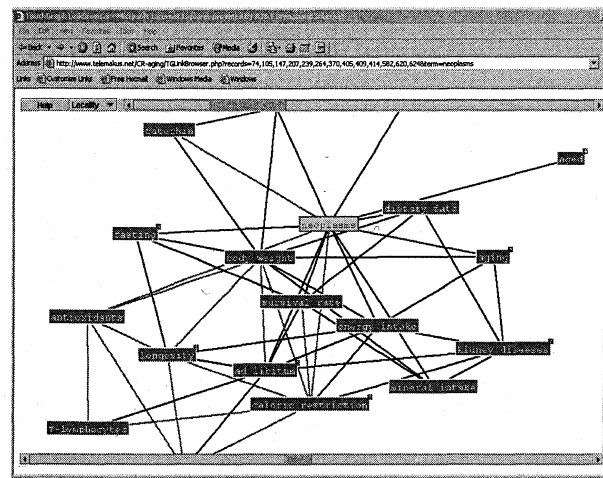 File Edit View Favorites Tools Help
Back Search Favorites Media
Address http://www.telemakus.net/CR-aging/TGLinkBrowser.php?records=74,105,147,207,239,264,370,405,409,414,582,620,624&term=neoplasms
Links Customize Links Free Hotmail Windows Media Windows
Help Locality
catechin
aged
dietary fats
neoplasms
fasting
body weight
aging
survival rate
antioxidants
energy intake
longevity
ad libitum
mineral intake
caloric restriction
T-lymphocytes